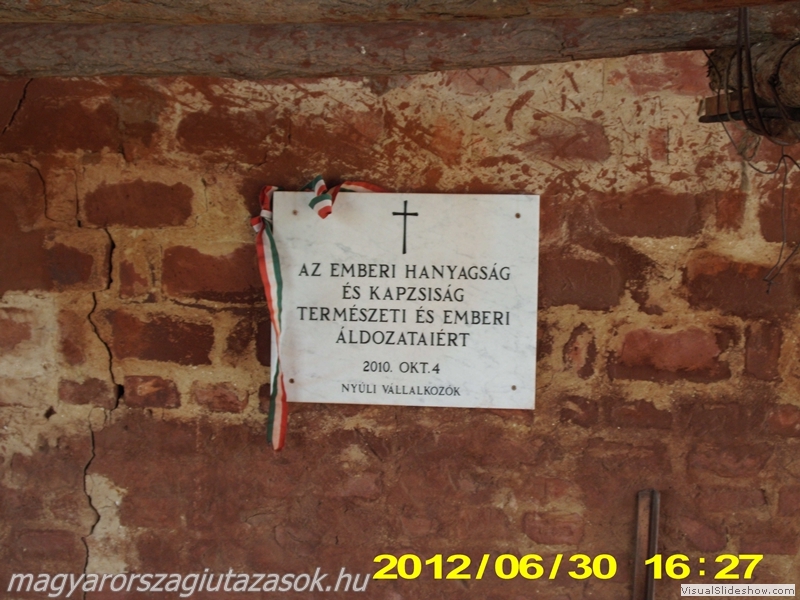 AZ EMBERI HANYAGSÁG
ÉS KAPZSISÁG
TERMÉSZETI ÉS EMBERI
ÁLDOZATAIÉRT
2010. OKT.4
NYÚLI VÁLLALKOZÓK
2012/06/30 16:27
magyarorszagiutazasok.hu
VisualSlideshow.com